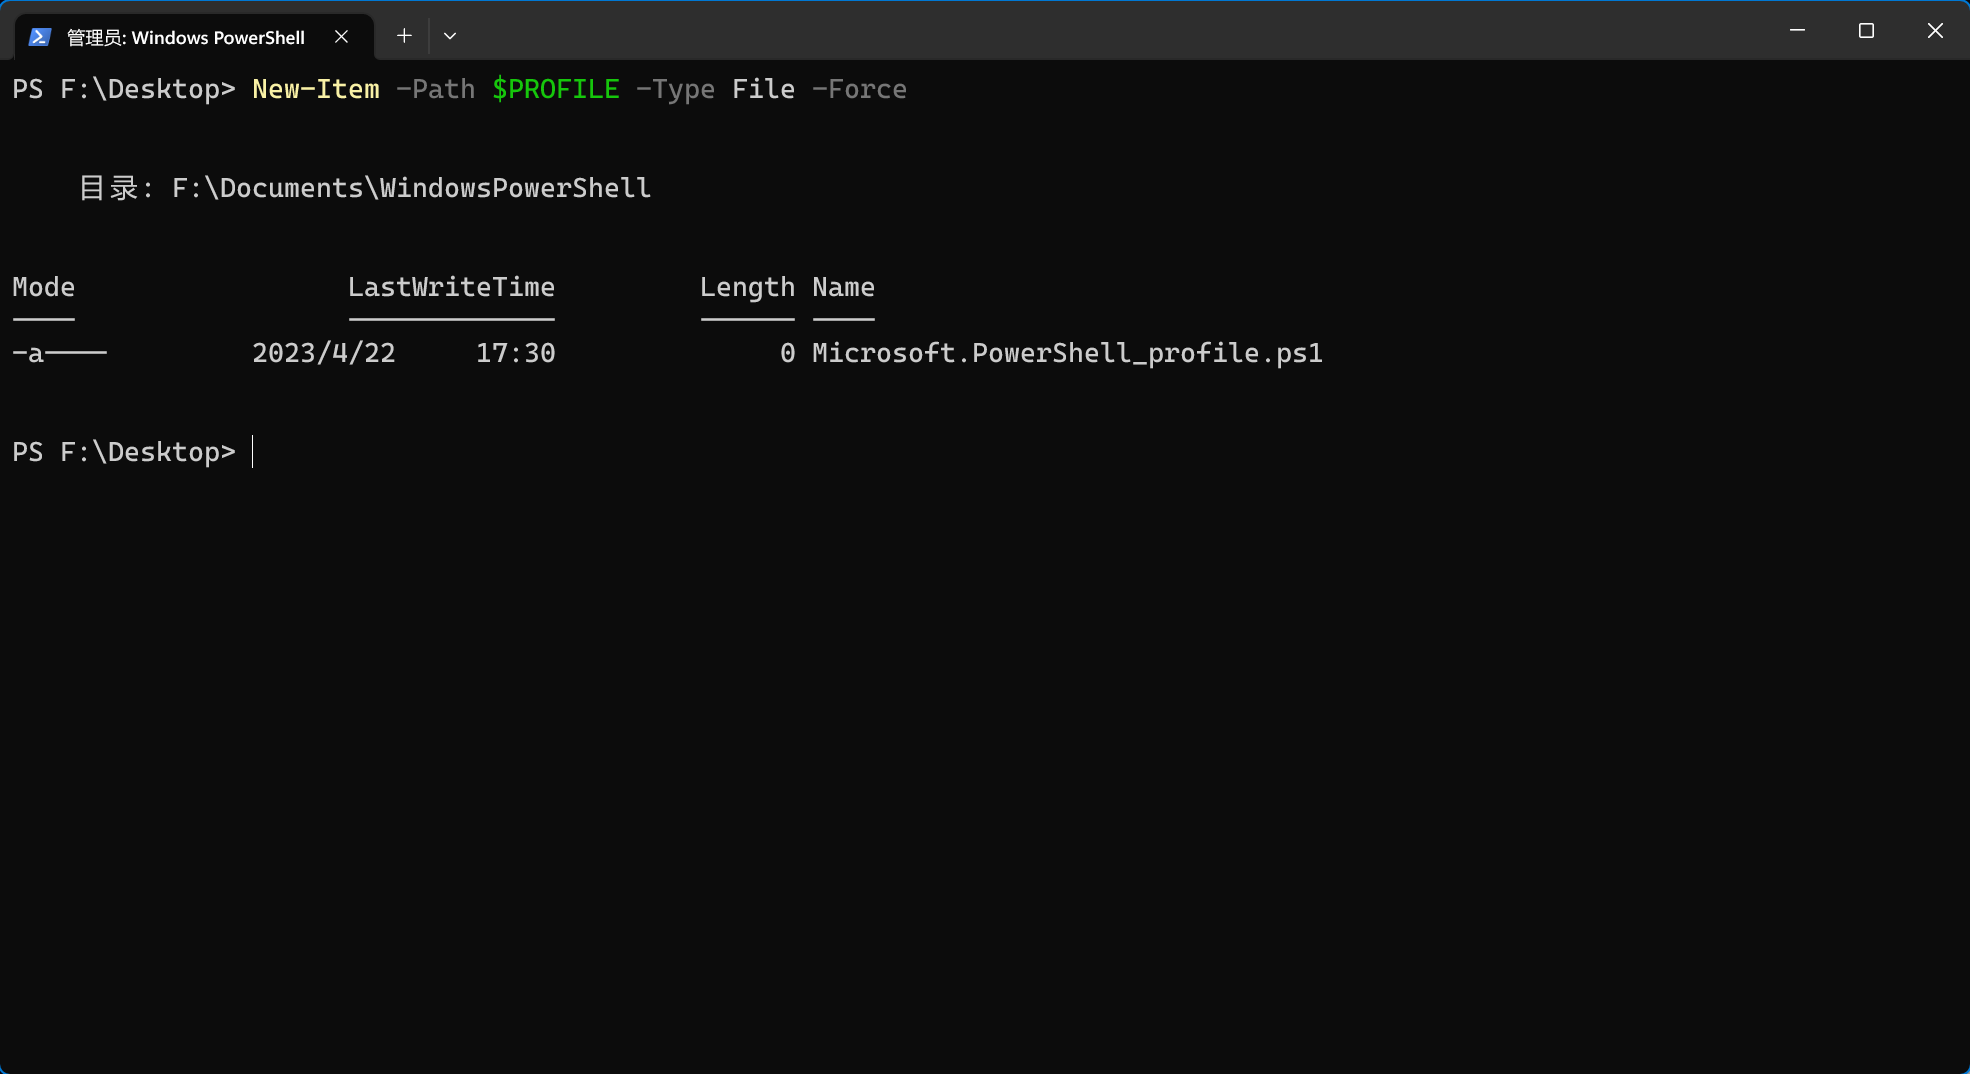 管理员: Windows PowerShell
PS F:\Desktop> New-Item -Path $PROFILE -Type File -Force
目录: F:\Documents\WindowsPowerShell
Mode                 LastWriteTime         Length Name
----                 -------------         ------ ----
-a----         2023/4/22     17:30              0 Microsoft.PowerShell_profile.ps1
PS F:\Desktop>